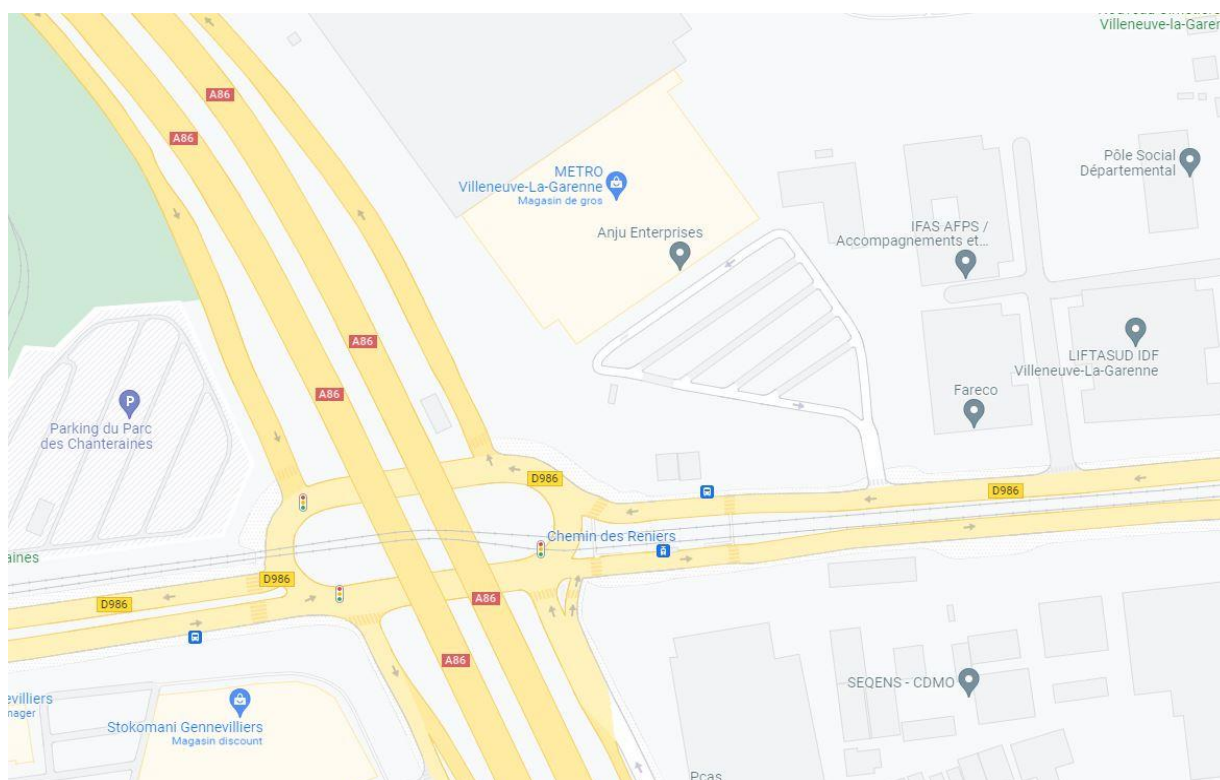 Villeneuve-la-Garer
A86
A86
METRO
Villeneuve-La-Garenne
Magasin de gros
Pôle Social
Départemental
Anju Enterprises
IFAS AFPS /
Accompagnements et...
A86
LIFTASUD IDF
Villeneuve-La-Garenne
A86
Fareco
P
Parking du Parc
des Chanteraines
D986
D986
Chemin des Reniers
aines
D986
D986
A86
A86
SEQENS - CDMO
evilliers
nager
Stokomani Gennevilliers
Magasin discount
Pcas